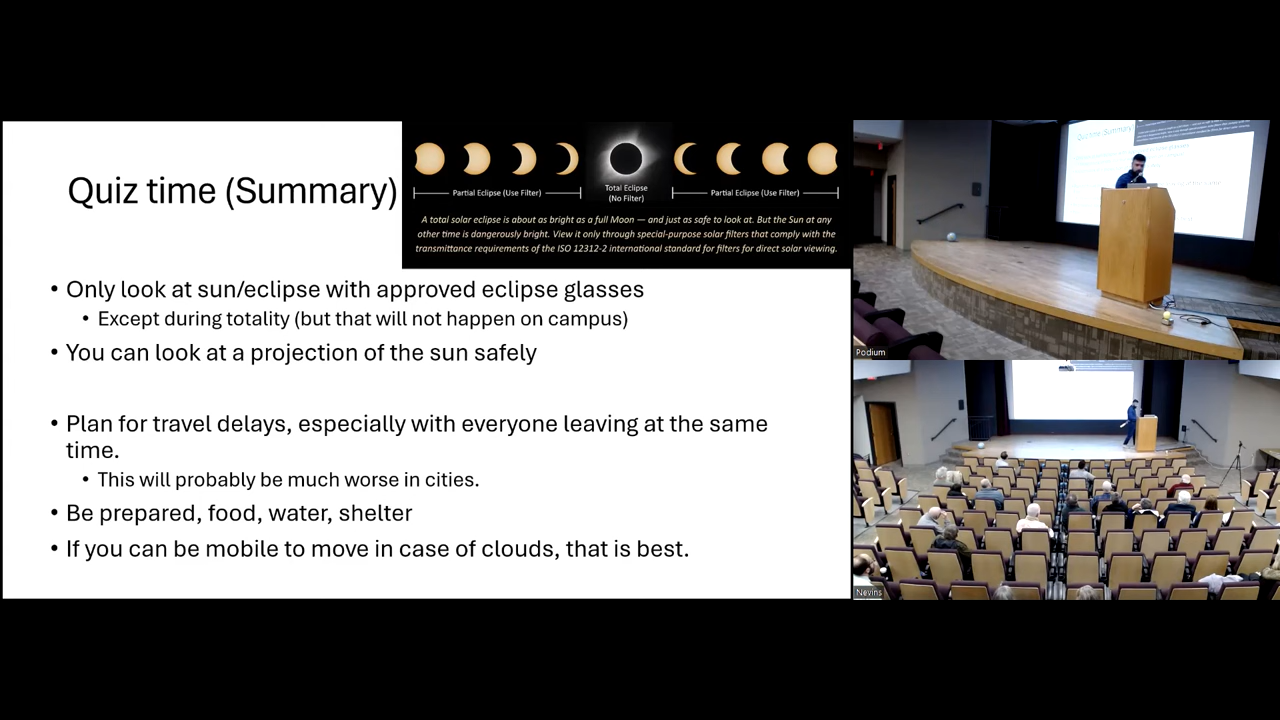 Quiz time (Summary)
Partial Eclipse (Use Filter)
Total Eclipse
(No Filter)
Partial Eclipse (Use Filter)
A total solar eclipse is about as bright as a full Moon — and just as safe to look at. But the Sun at any
other time is dangerously bright. View it only through special-purpose solar filters that comply with the
transmittance requirements of the ISO 12312-2 international standard for filters for direct solar viewing.
• Only look at sun/eclipse with approved eclipse glasses
• Except during totality (but that will not happen on campus)
• You can look at a projection of the sun safely
• Plan for travel delays, especially with everyone leaving at the same
time.
• This will probably be much worse in cities.
• Be prepared, food, water, shelter
• If you can be mobile to move in case of clouds, that is best.
Podium
Nevins